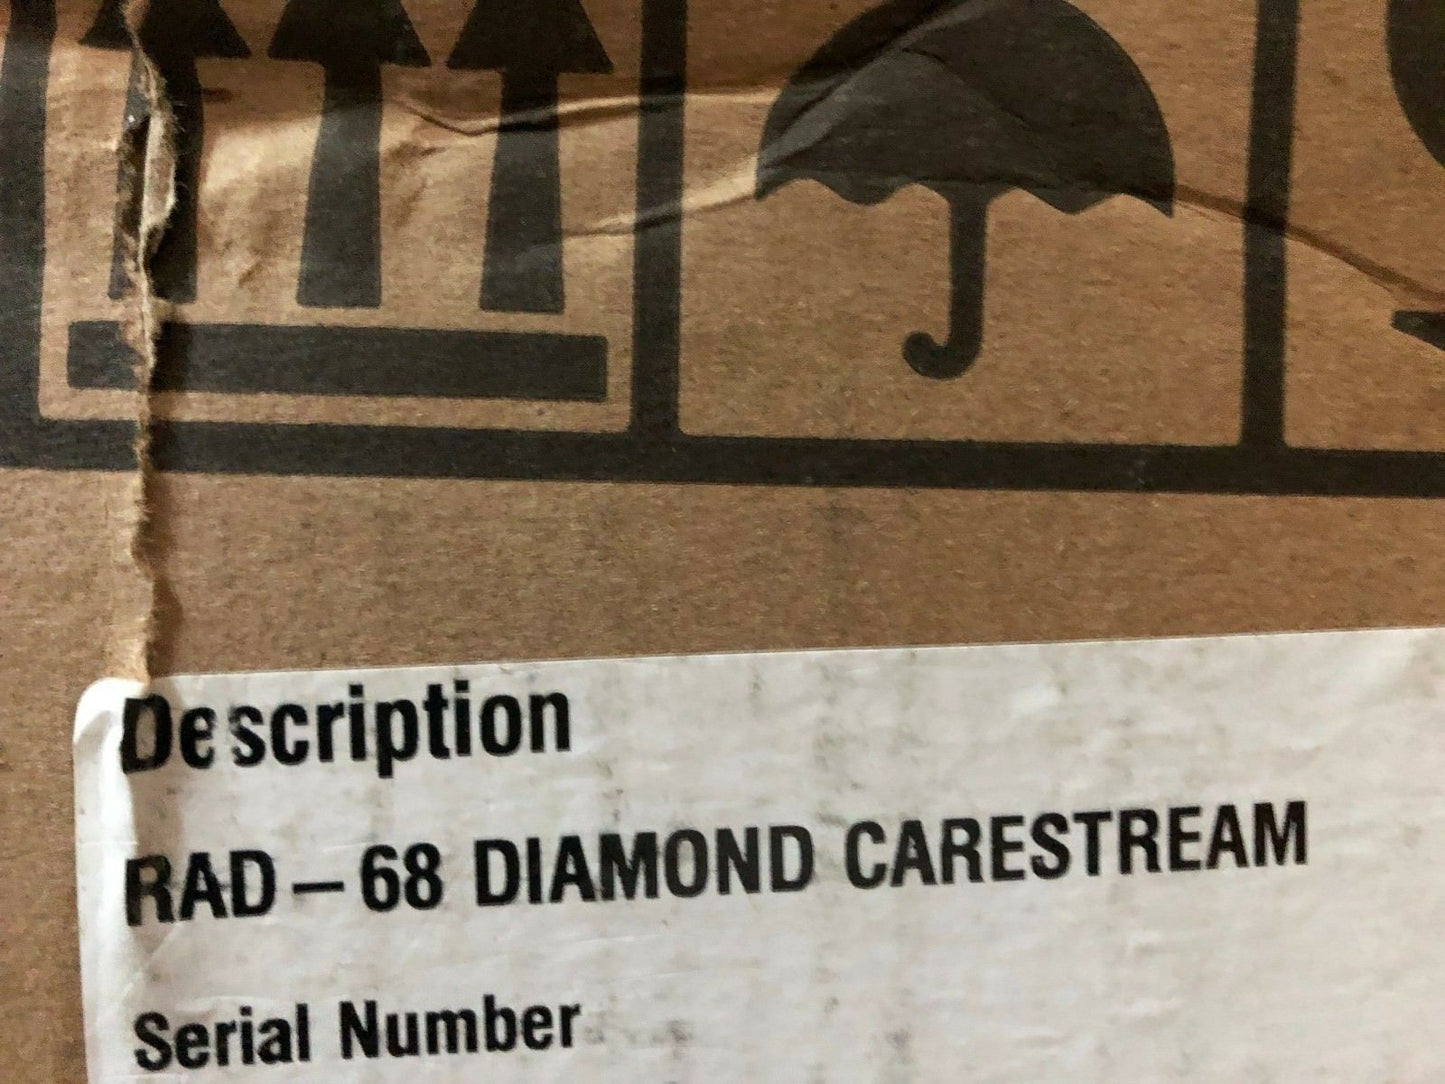 Description
RAD – 68 DIAMOND CARESTREAM
Serial Number